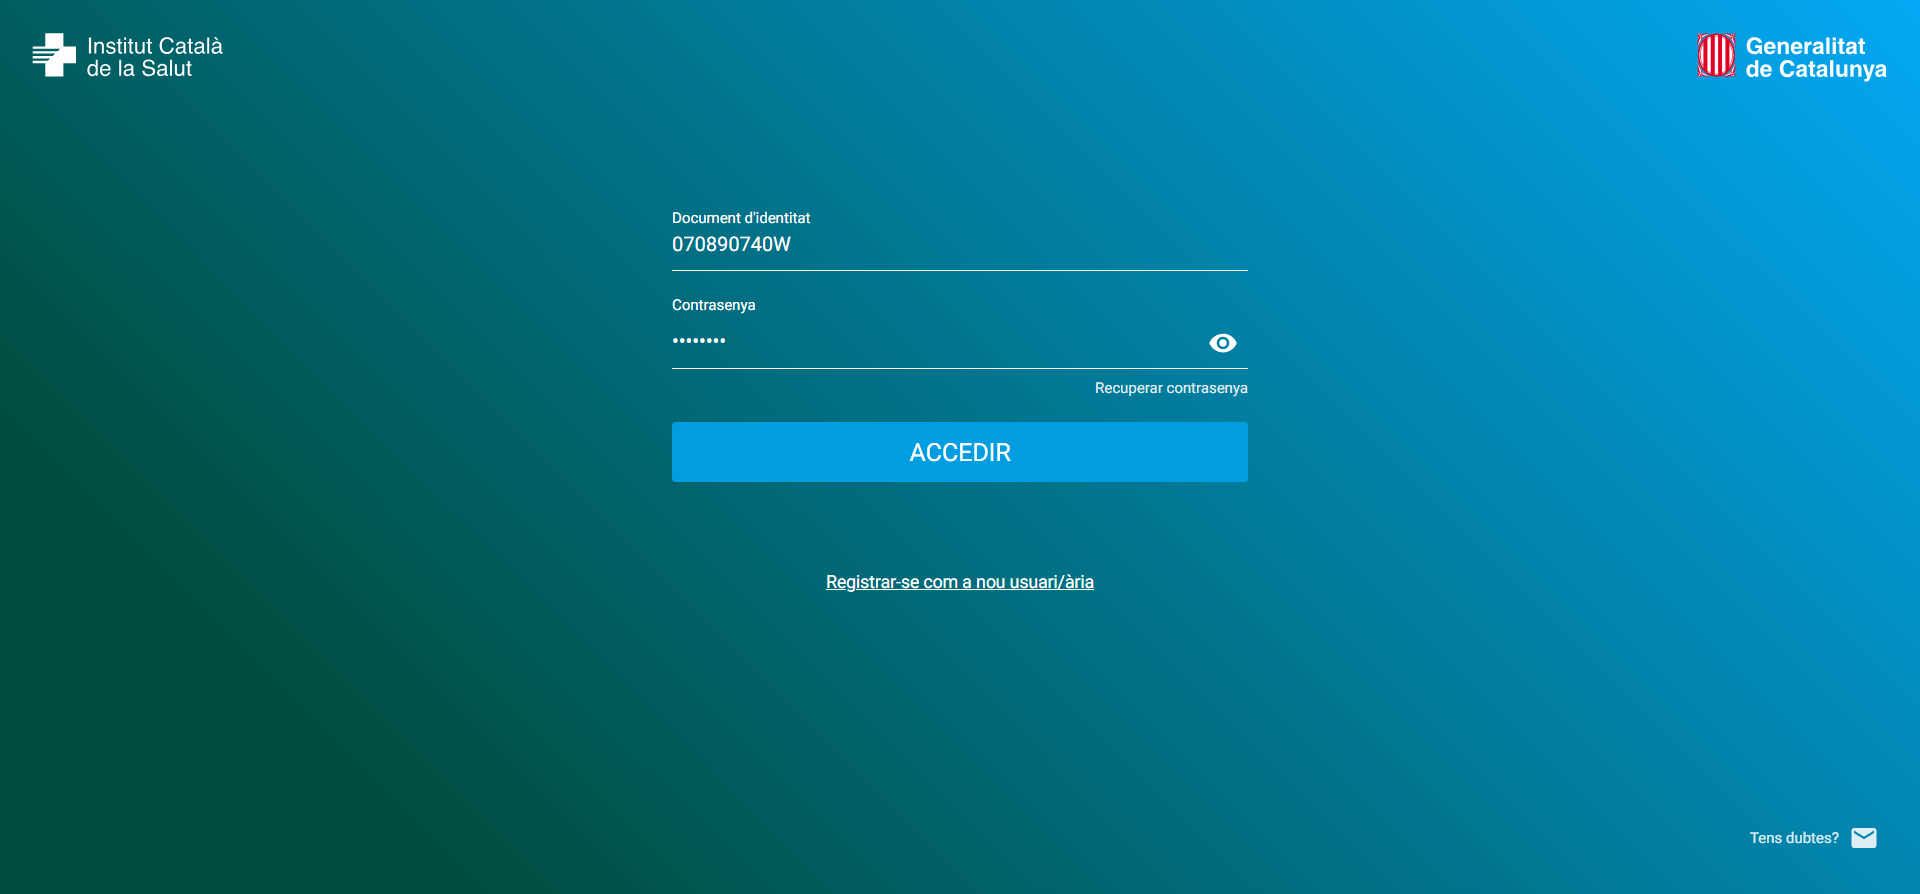 Institut Català
de la Salut
Generalitat
de Catalunya
Document d'identitat
070890740W
Contrasenya
••••••••
Recuperar contrasenya
ACCEDIR
Registrar-se com a nou usuari/ària
Tens dubtes?